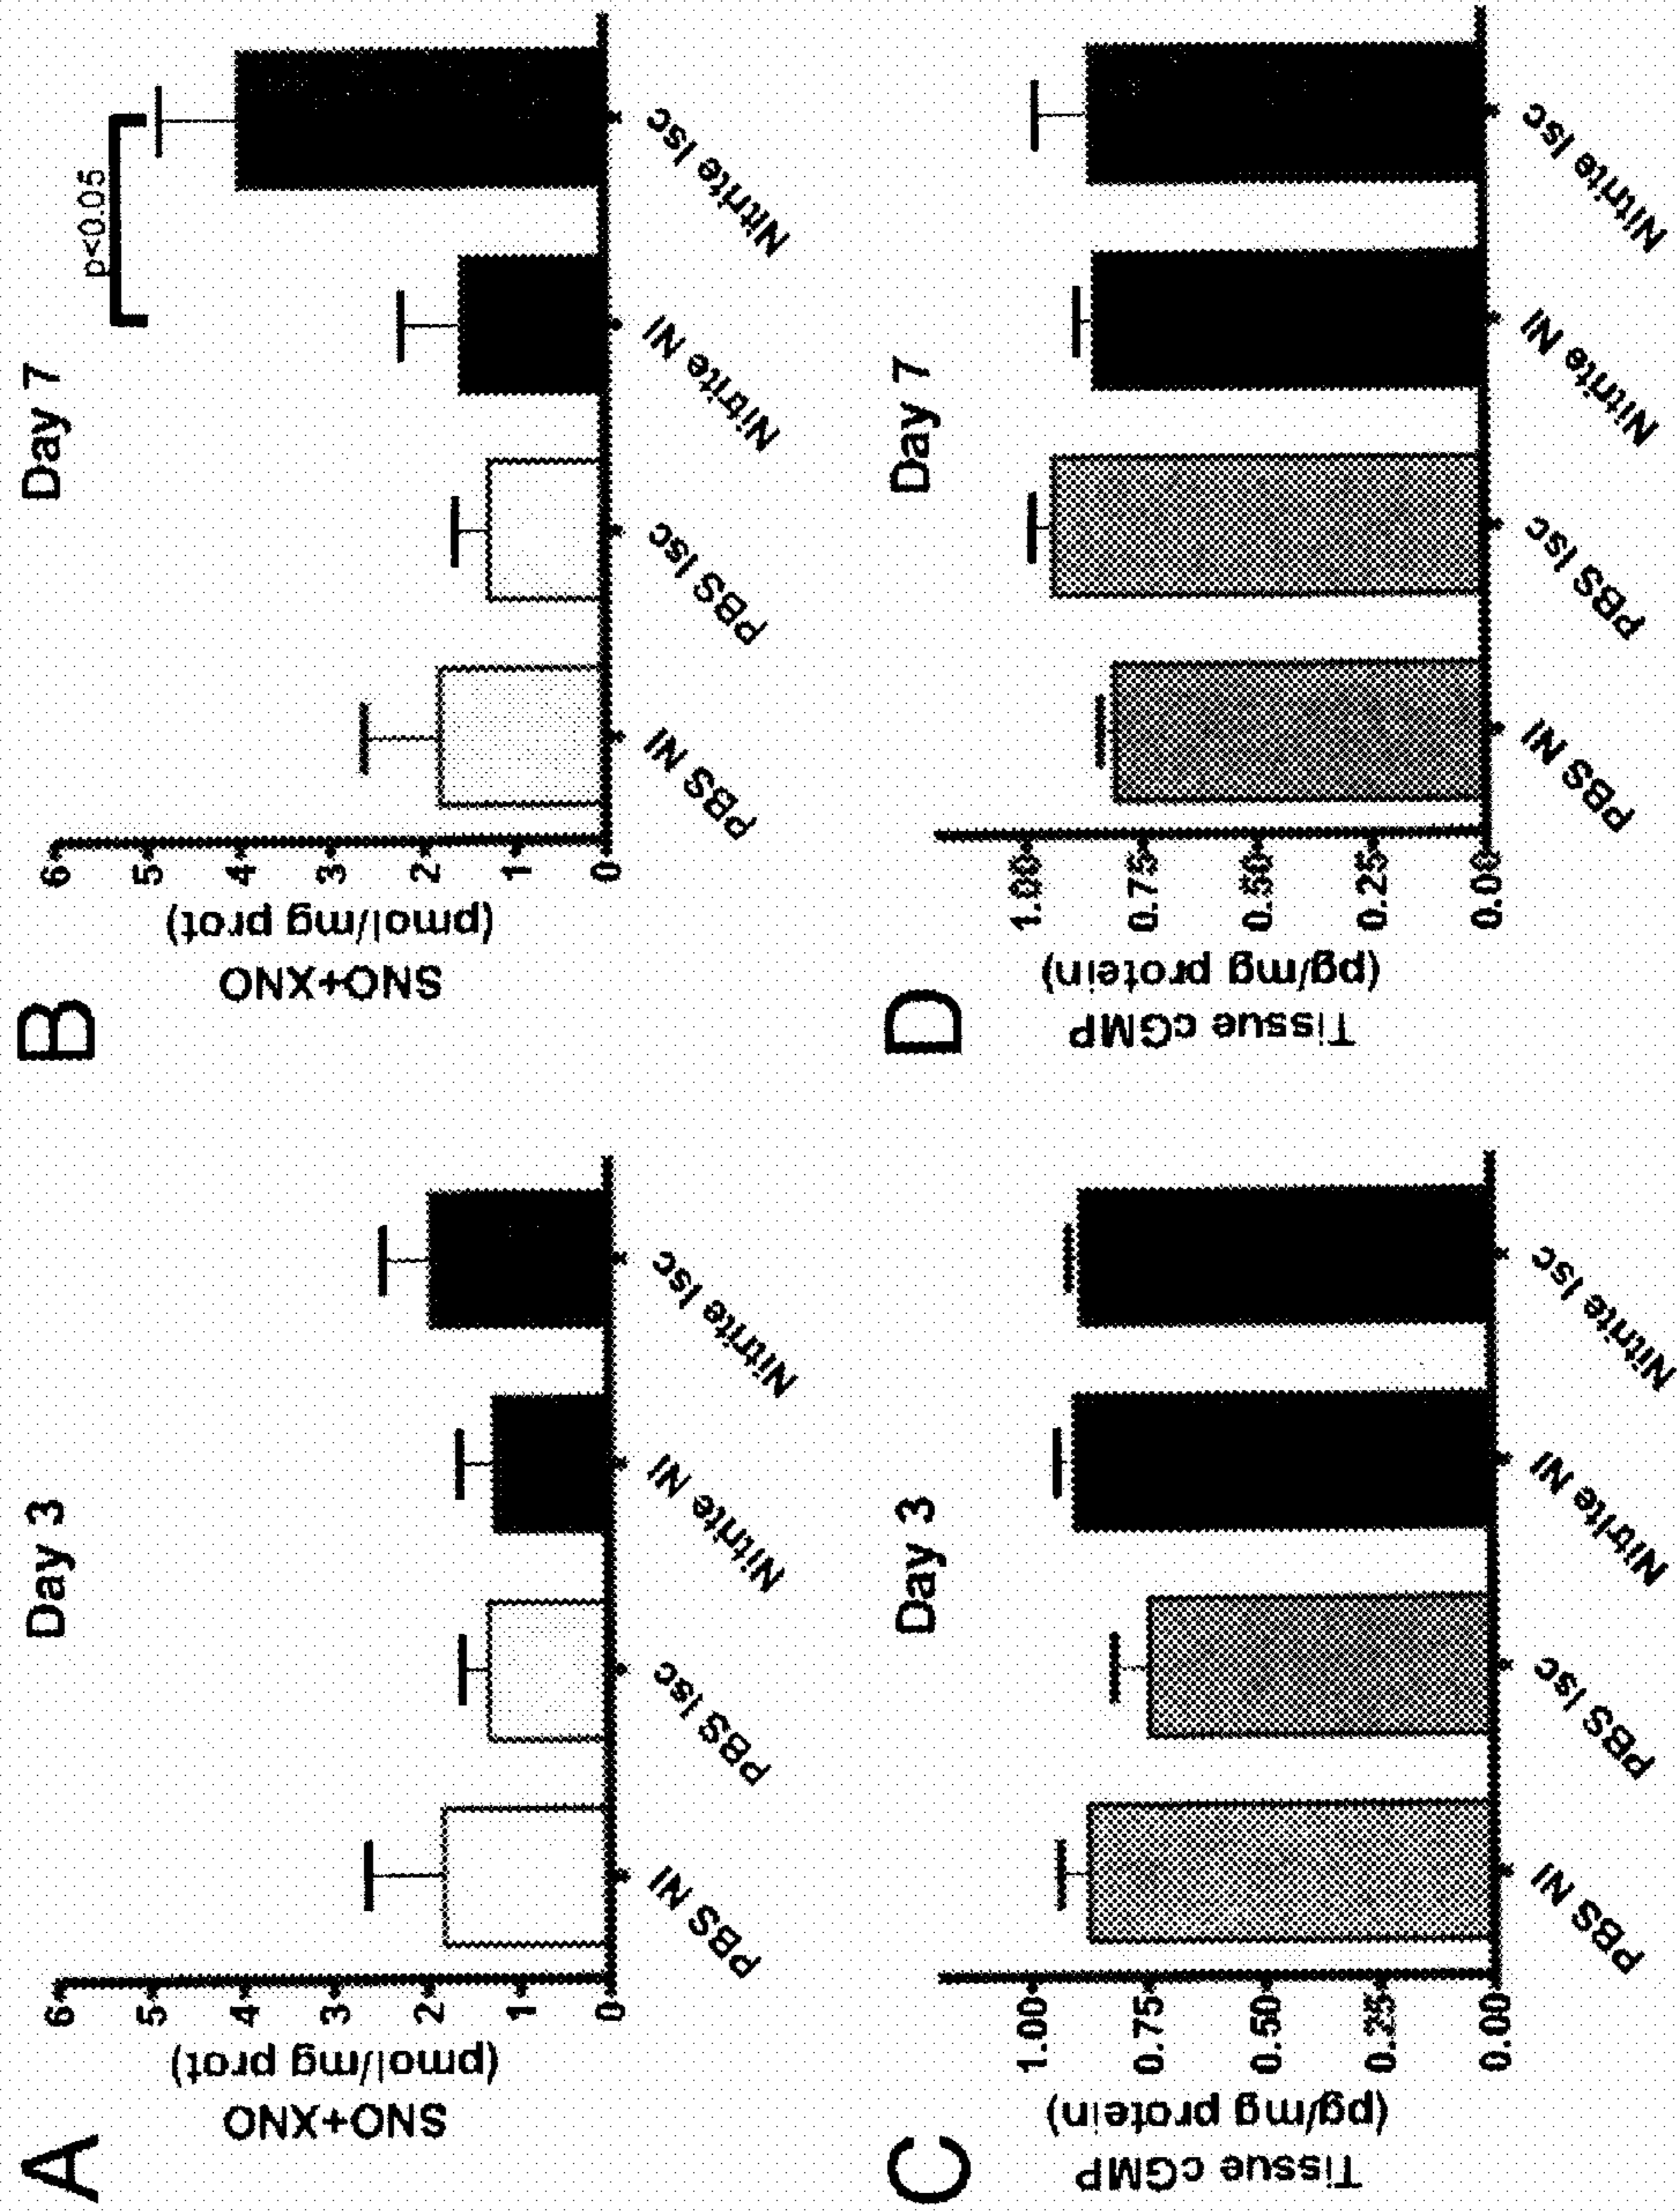 A
Day 3
SNO+XNO
(pmol/mg prot)
6
5
4
3
2
1
0
PBS NI
PBS Isc
Nitrite NI
Nitrite Isc
B
Day 7
p<0.05
SNO+XNO
(pmol/mg prot)
6
5
4
3
2
1
0
PBS NI
PBS Isc
Nitrite NI
Nitrite Isc
C
Day 3
Tissue cGMP
(pg/mg protein)
1.00
0.75
0.50
0.25
0.00
PBS NI
PBS Isc
Nitrite NI
Nitrite Isc
D
Day 7
Tissue cGMP
(pg/mg protein)
1.00
0.75
0.50
0.25
0.00
PBS NI
PBS Isc
Nitrite NI
Nitrite Isc